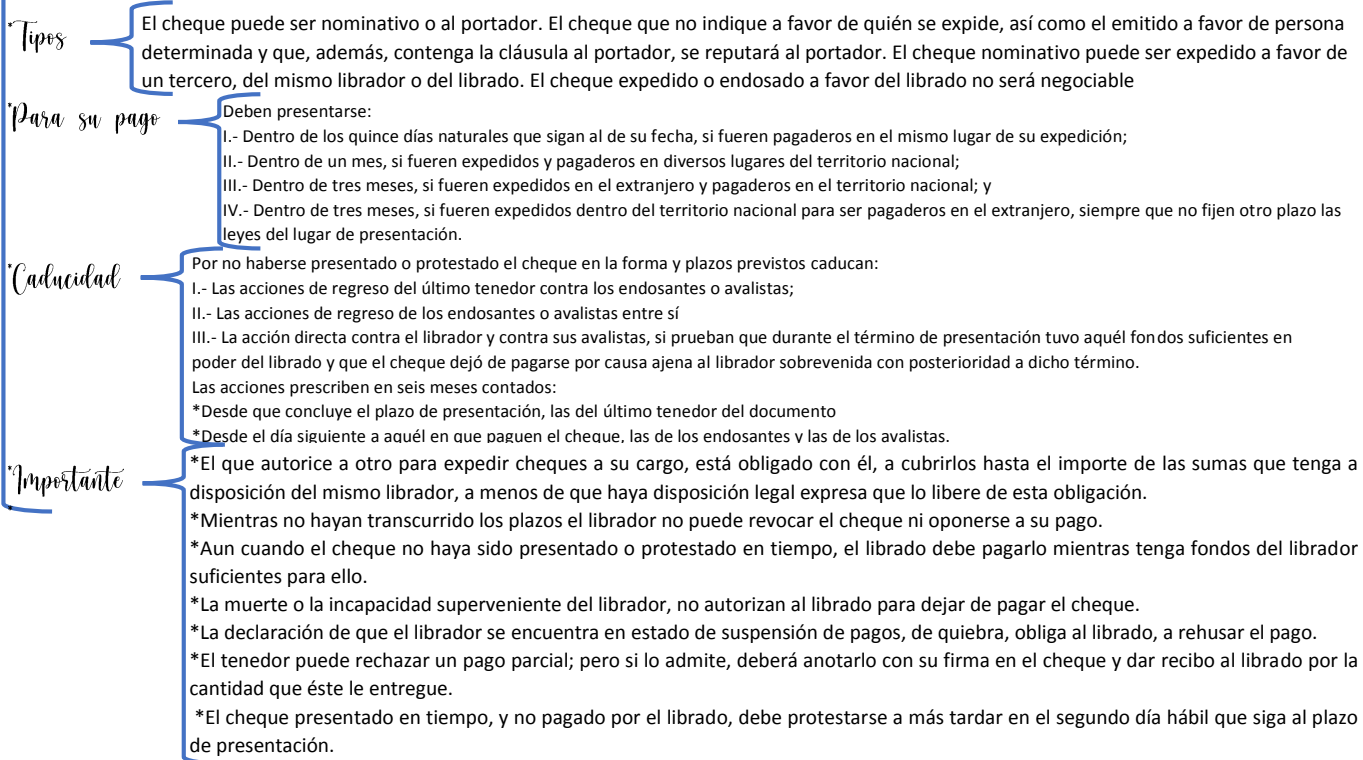 *Tipos
El cheque puede ser nominativo o al portador. El cheque que no indique a favor de quién se expide, así como el emitido a favor de persona
determinada y que, además, contenga la cláusula al portador, se reputará al portador. El cheque nominativo puede ser expedido a favor de
un tercero, del mismo librador o del librado. El cheque expedido o endosado a favor del librado no será negociable
*Para su pago
Deben presentarse:
I.- Dentro de los quince días naturales que sigan al de su fecha, si fueren pagaderos en el mismo lugar de su expedición;
II.- Dentro de un mes, si fueren expedidos y pagaderos en diversos lugares del territorio nacional;
III.- Dentro de tres meses, si fueren expedidos en el extranjero y pagaderos en el territorio nacional; y
IV.- Dentro de tres meses, si fueren expedidos dentro del territorio nacional para ser pagaderos en el extranjero, siempre que no fijen otro plazo las
leyes del lugar de presentación.
*Caducidad
Por no haberse presentado o protestado el cheque en la forma y plazos previstos caducan:
I.- Las acciones de regreso del último tenedor contra los endosantes o avalistas;
II.- Las acciones de regreso de los endosantes o avalistas entre sí
III.- La acción directa contra el librador y contra sus avalistas, si prueban que durante el término de presentación tuvo aquél fondos suficientes en
poder del librado y que el cheque dejó de pagarse por causa ajena al librador sobrevenida con posterioridad a dicho término.
Las acciones prescriben en seis meses contados:
*Desde que concluye el plazo de presentación, las del último tenedor del documento
*Desde el día siguiente a aquél en que paguen el cheque, las de los endosantes y las de los avalistas.
*Importante
*
*El que autorice a otro para expedir cheques a su cargo, está obligado con él, a cubrirlos hasta el importe de las sumas que tenga a
disposición del mismo librador, a menos de que haya disposición legal expresa que lo libere de esta obligación.
*Mientras no hayan transcurrido los plazos el librador no puede revocar el cheque ni oponerse a su pago.
*Aun cuando el cheque no haya sido presentado o protestado en tiempo, el librado debe pagarlo mientras tenga fondos del librador
suficientes para ello.
*La muerte o la incapacidad superveniente del librador, no autorizan al librado para dejar de pagar el cheque.
*La declaración de que el librador se encuentra en estado de suspensión de pagos, de quiebra, obliga al librado, a rehusar el pago.
*El tenedor puede rechazar un pago parcial; pero si lo admite, deberá anotarlo con su firma en el cheque y dar recibo al librado por la
cantidad que éste le entregue.
*El cheque presentado en tiempo, y no pagado por el librado, debe protestarse a más tardar en el segundo día hábil que siga al plazo
de presentación.